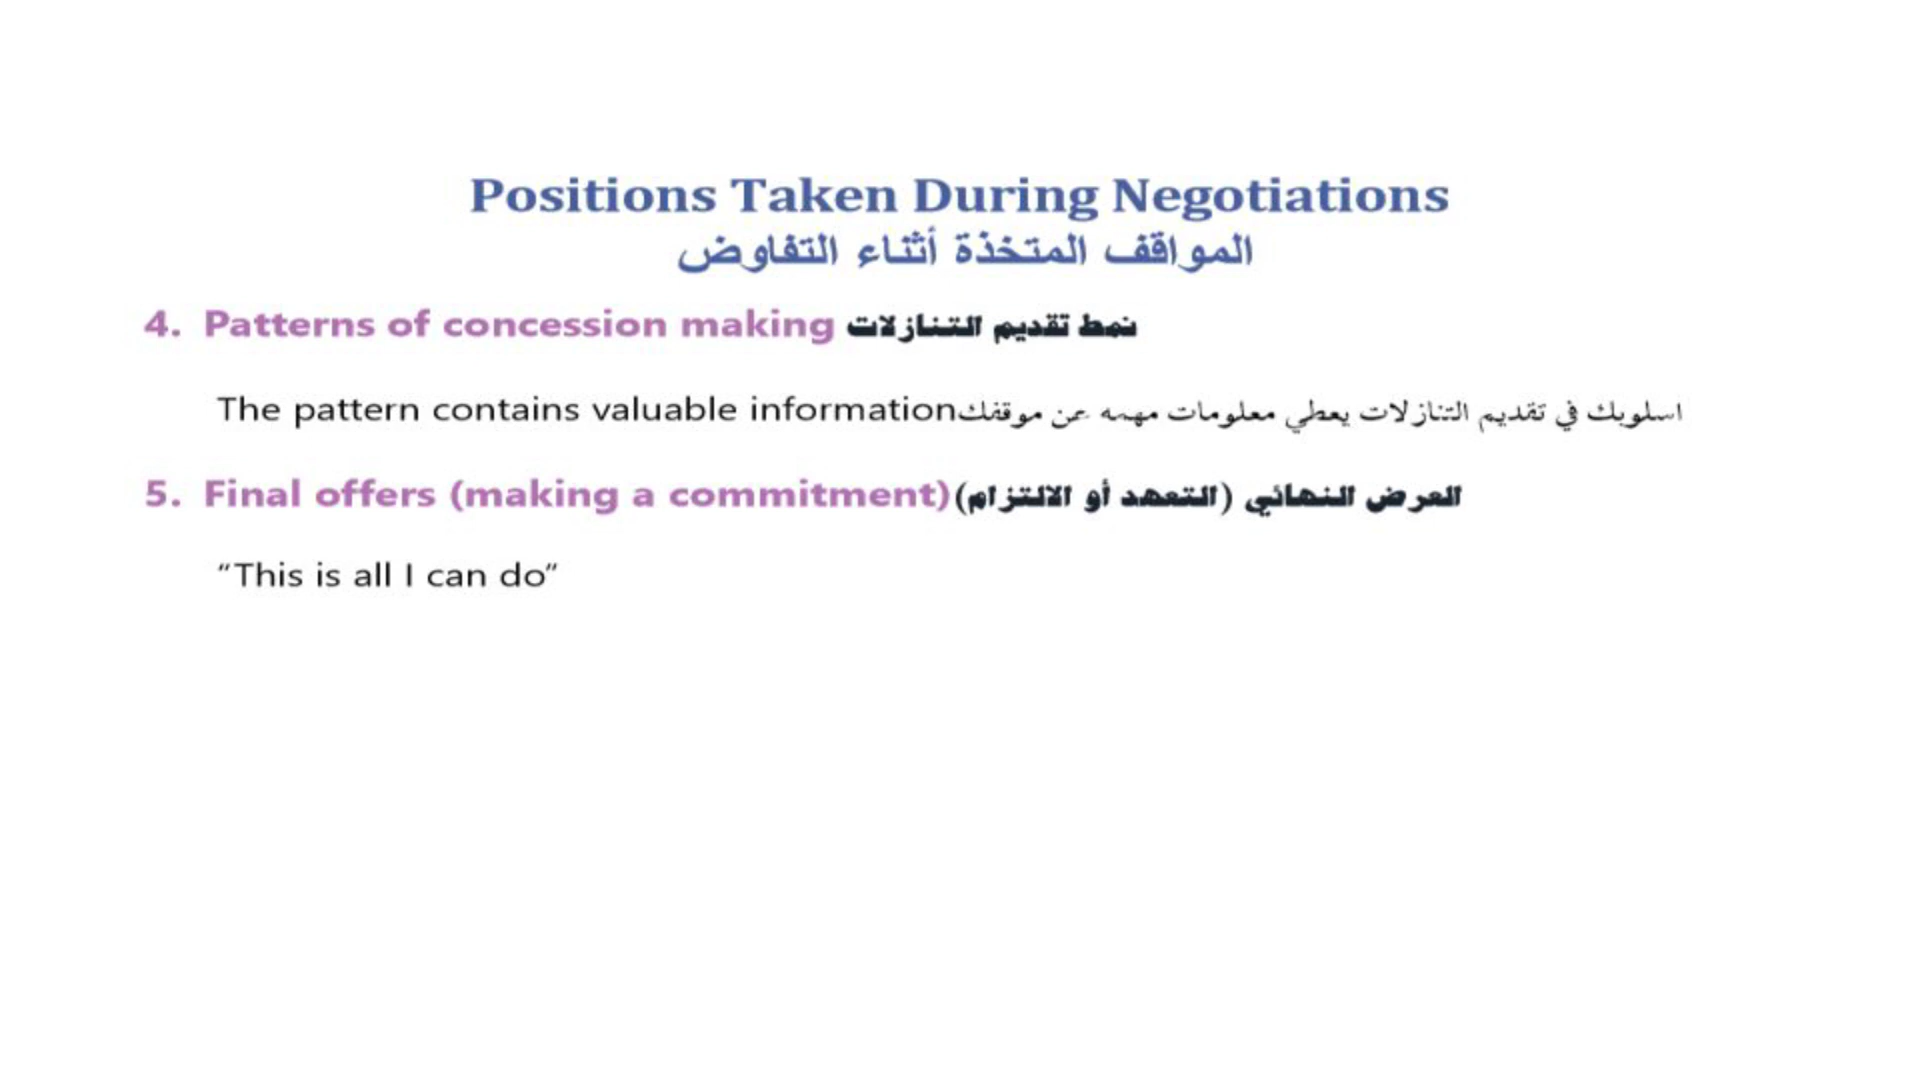 Positions Taken During Negotiations
المواقف المتخذة أثناء التفاوض
4. Patterns of concession making نمط تقديم التنازلات
The pattern contains valuable information اسلوبك في تقديم التنازلات يعطي معلومات مهمه عن موقفك
5. Final offers (making a commitment) العرض النهائي (التعهد أو الالتزام)
“This is all I can do”